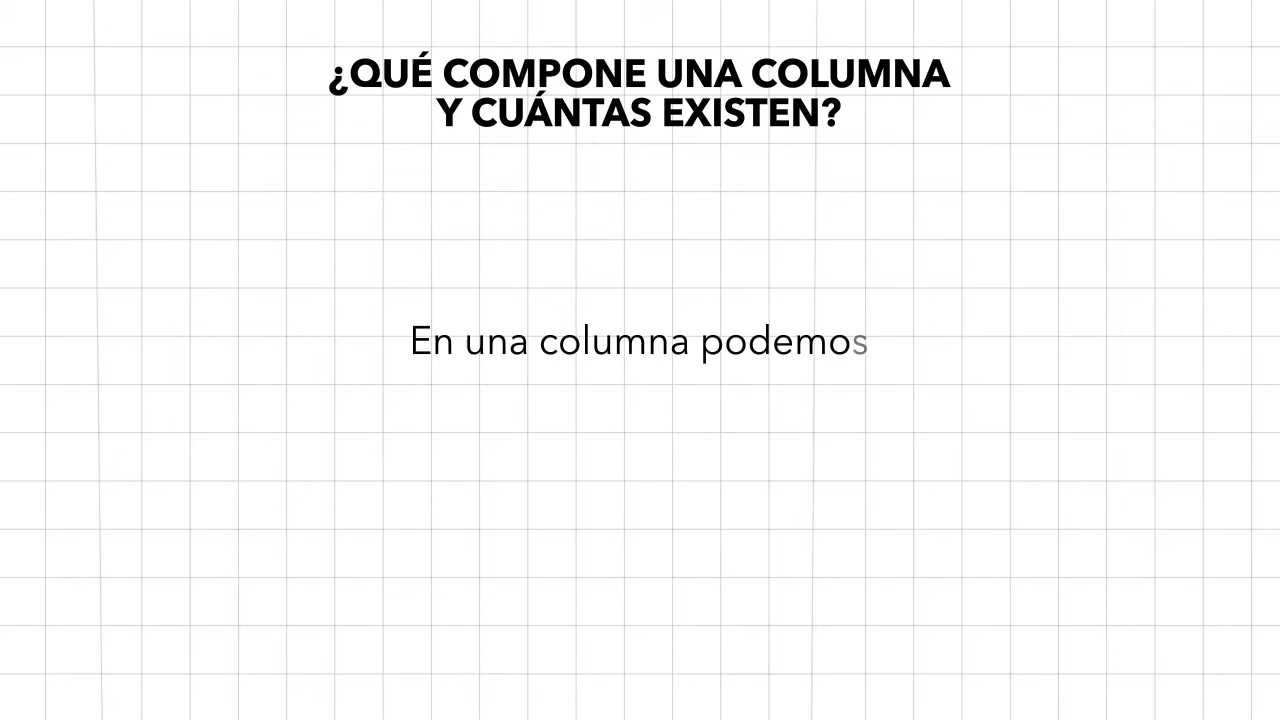 ¿QUÉ COMPONE UNA COLUMNA
Y CUÁNTAS EXISTEN?
En una columna podemos